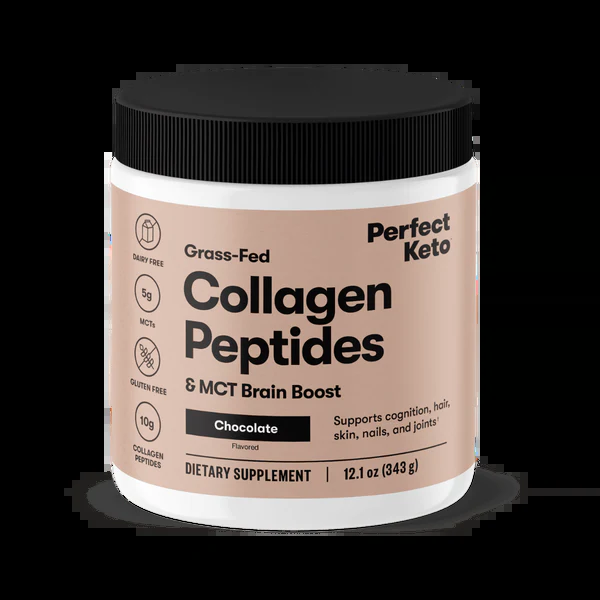 Perfect
Keto
DAIRY FREE
5g
MCTs
GLUTEN FREE
10g
COLLAGEN
PEPTIDES
Grass-Fed
Collagen
Peptides
& MCT Brain Boost
Chocolate
Flavored
Supports cognition, hair,
skin, nails, and joints¹
DIETARY SUPPLEMENT | 12.1 oz (343 g)